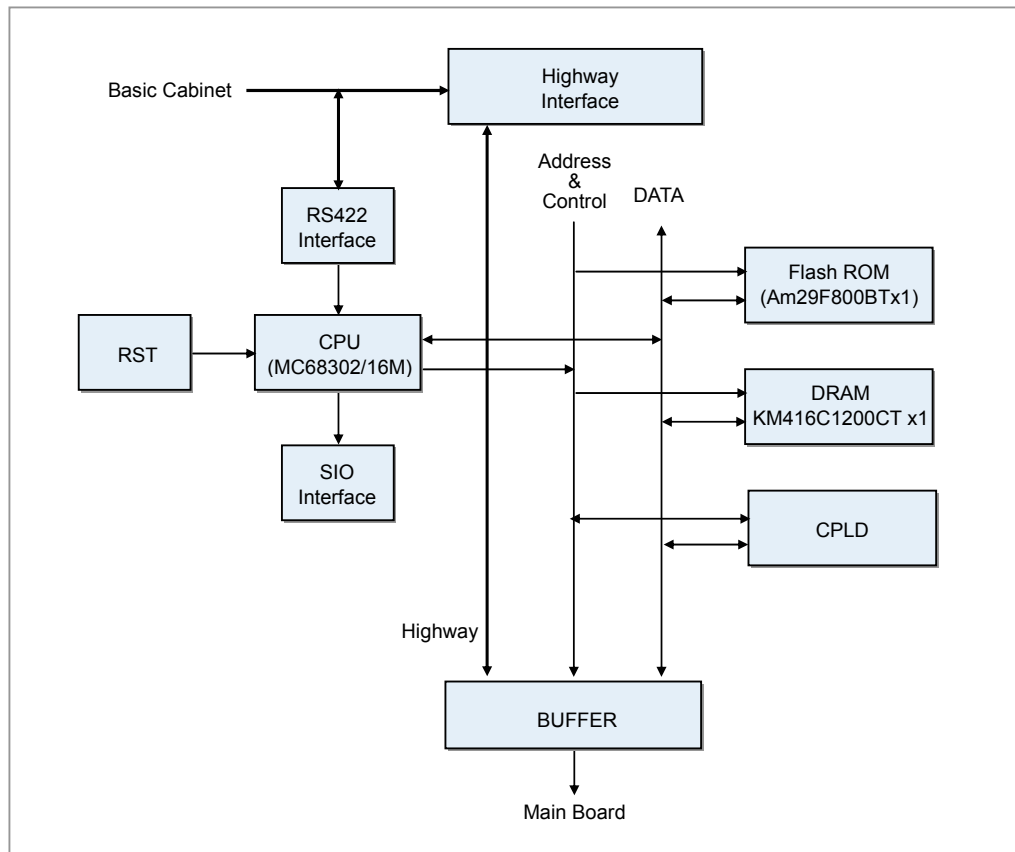 Basic Cabinet
Highway
Interface
Address
&
Control
DATA
RS422
Interface
Flash ROM
(Am29F800BTx1)
RST
CPU
(MC68302/16M)
DRAM
KM416C1200CT x1
SIO
Interface
CPLD
Highway
BUFFER
Main Board